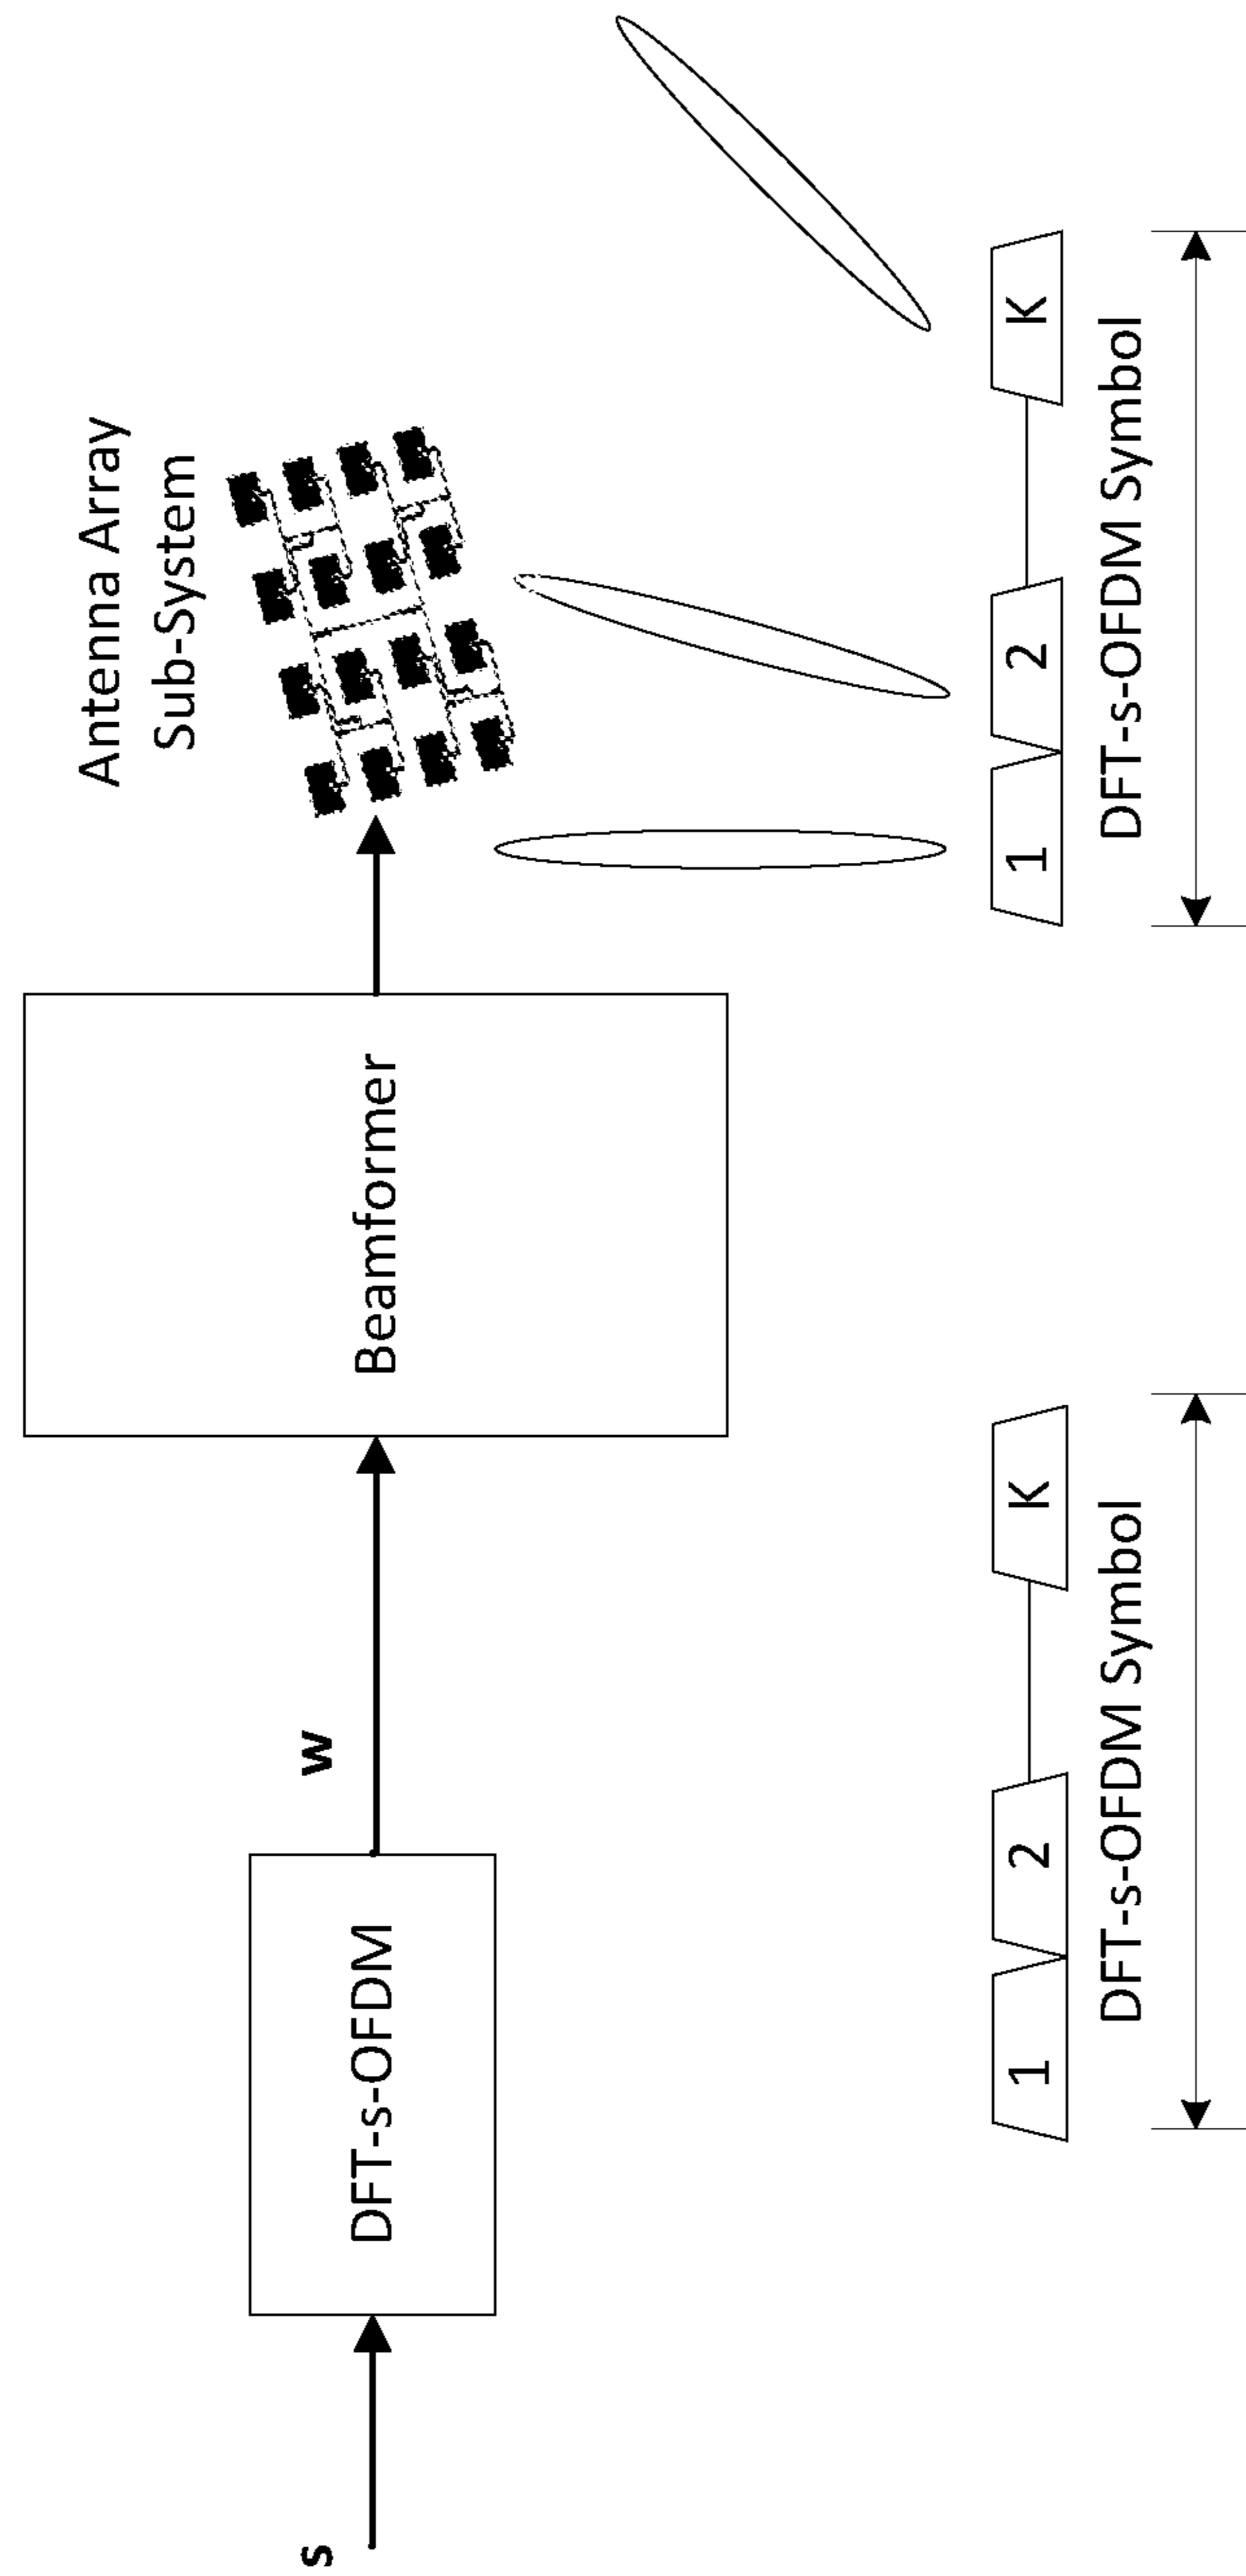 Antenna Array
Sub-System
s
DFT-s-OFDM
w
Beamformer
1
2
K
DFT-s-OFDM Symbol
1
2
K
DFT-s-OFDM Symbol